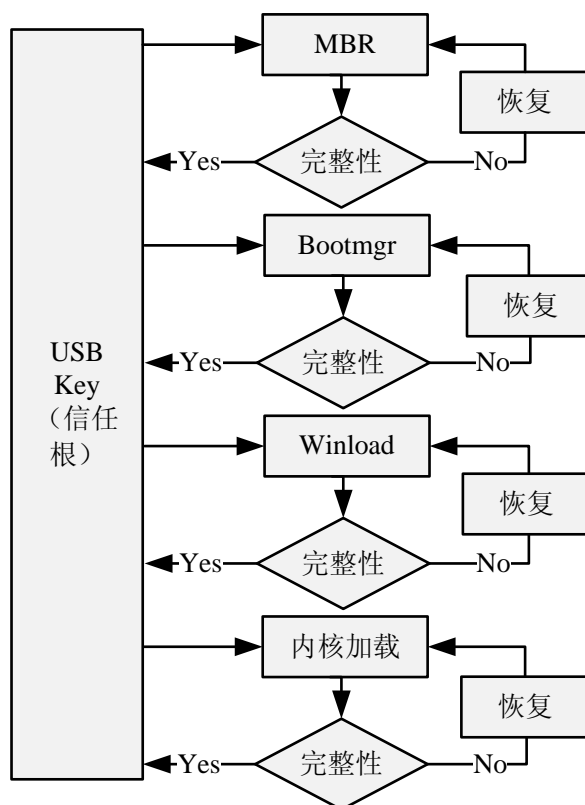 MBR
恢复
完整性
Yes
No
Bootmgr
恢复
完整性
Yes
No
USB
Key
（信任
根）
Winload
恢复
完整性
Yes
No
内核加载
恢复
完整性
Yes
No